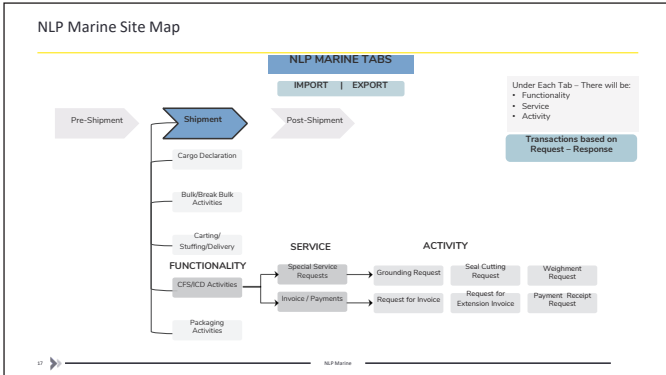 NLP Marine Site Map
NLP MARINE TABS
IMPORT | EXPORT
Under Each Tab – There will be:
• Functionality
• Service
• Activity
Transactions based on
Request – Response
Pre-Shipment
Shipment
Post-Shipment
Cargo Declaration
Bulk/Break Bulk
Activities
Carting/
Stuffing/Delivery
FUNCTIONALITY
CFS/ICD Activities
Packaging
Activities
SERVICE
Special Service
Requests
Invoice / Payments
ACTIVITY
Grounding Request
Seal Cutting
Request
Weighment
Request
Request for Invoice
Request for
Extension Invoice
Payment Receipt
Request
17
NLP Marine